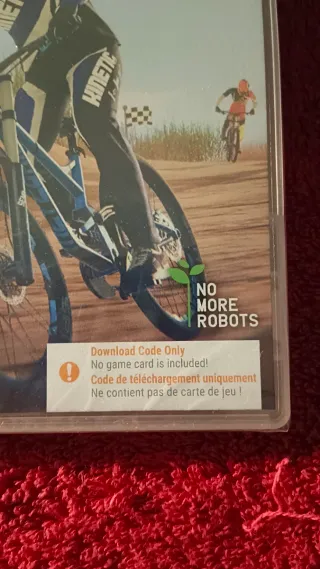 KINETIC
NO
MORE
ROBOTS
Download Code Only
No game card is included!
Code de téléchargement uniquement
Ne contient pas de carte de jeu !